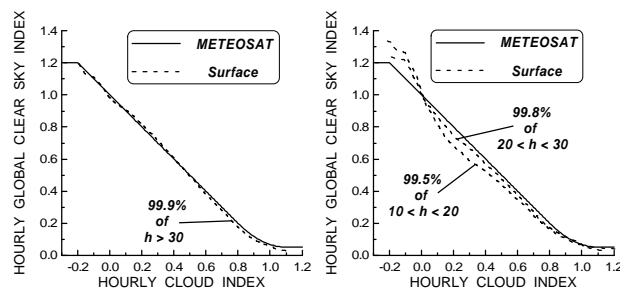 HOURLY GLOBAL CLEAR SKY INDEX
1.4
1.2
1.0
0.8
0.6
0.4
0.2
0.0
METEOSAT
Surface
99.9%
of
h > 30
-0.2 0.0 0.2 0.4 0.6 0.8 1.0 1.2
HOURLY CLOUD INDEX
HOURLY GLOBAL CLEAR SKY INDEX
1.4
1.2
1.0
0.8
0.6
0.4
0.2
0.0
METEOSAT
Surface
99.8%
of
20 < h < 30
99.5%
of
10 < h < 20
-0.2 0.0 0.2 0.4 0.6 0.8 1.0 1.2
HOURLY CLOUD INDEX